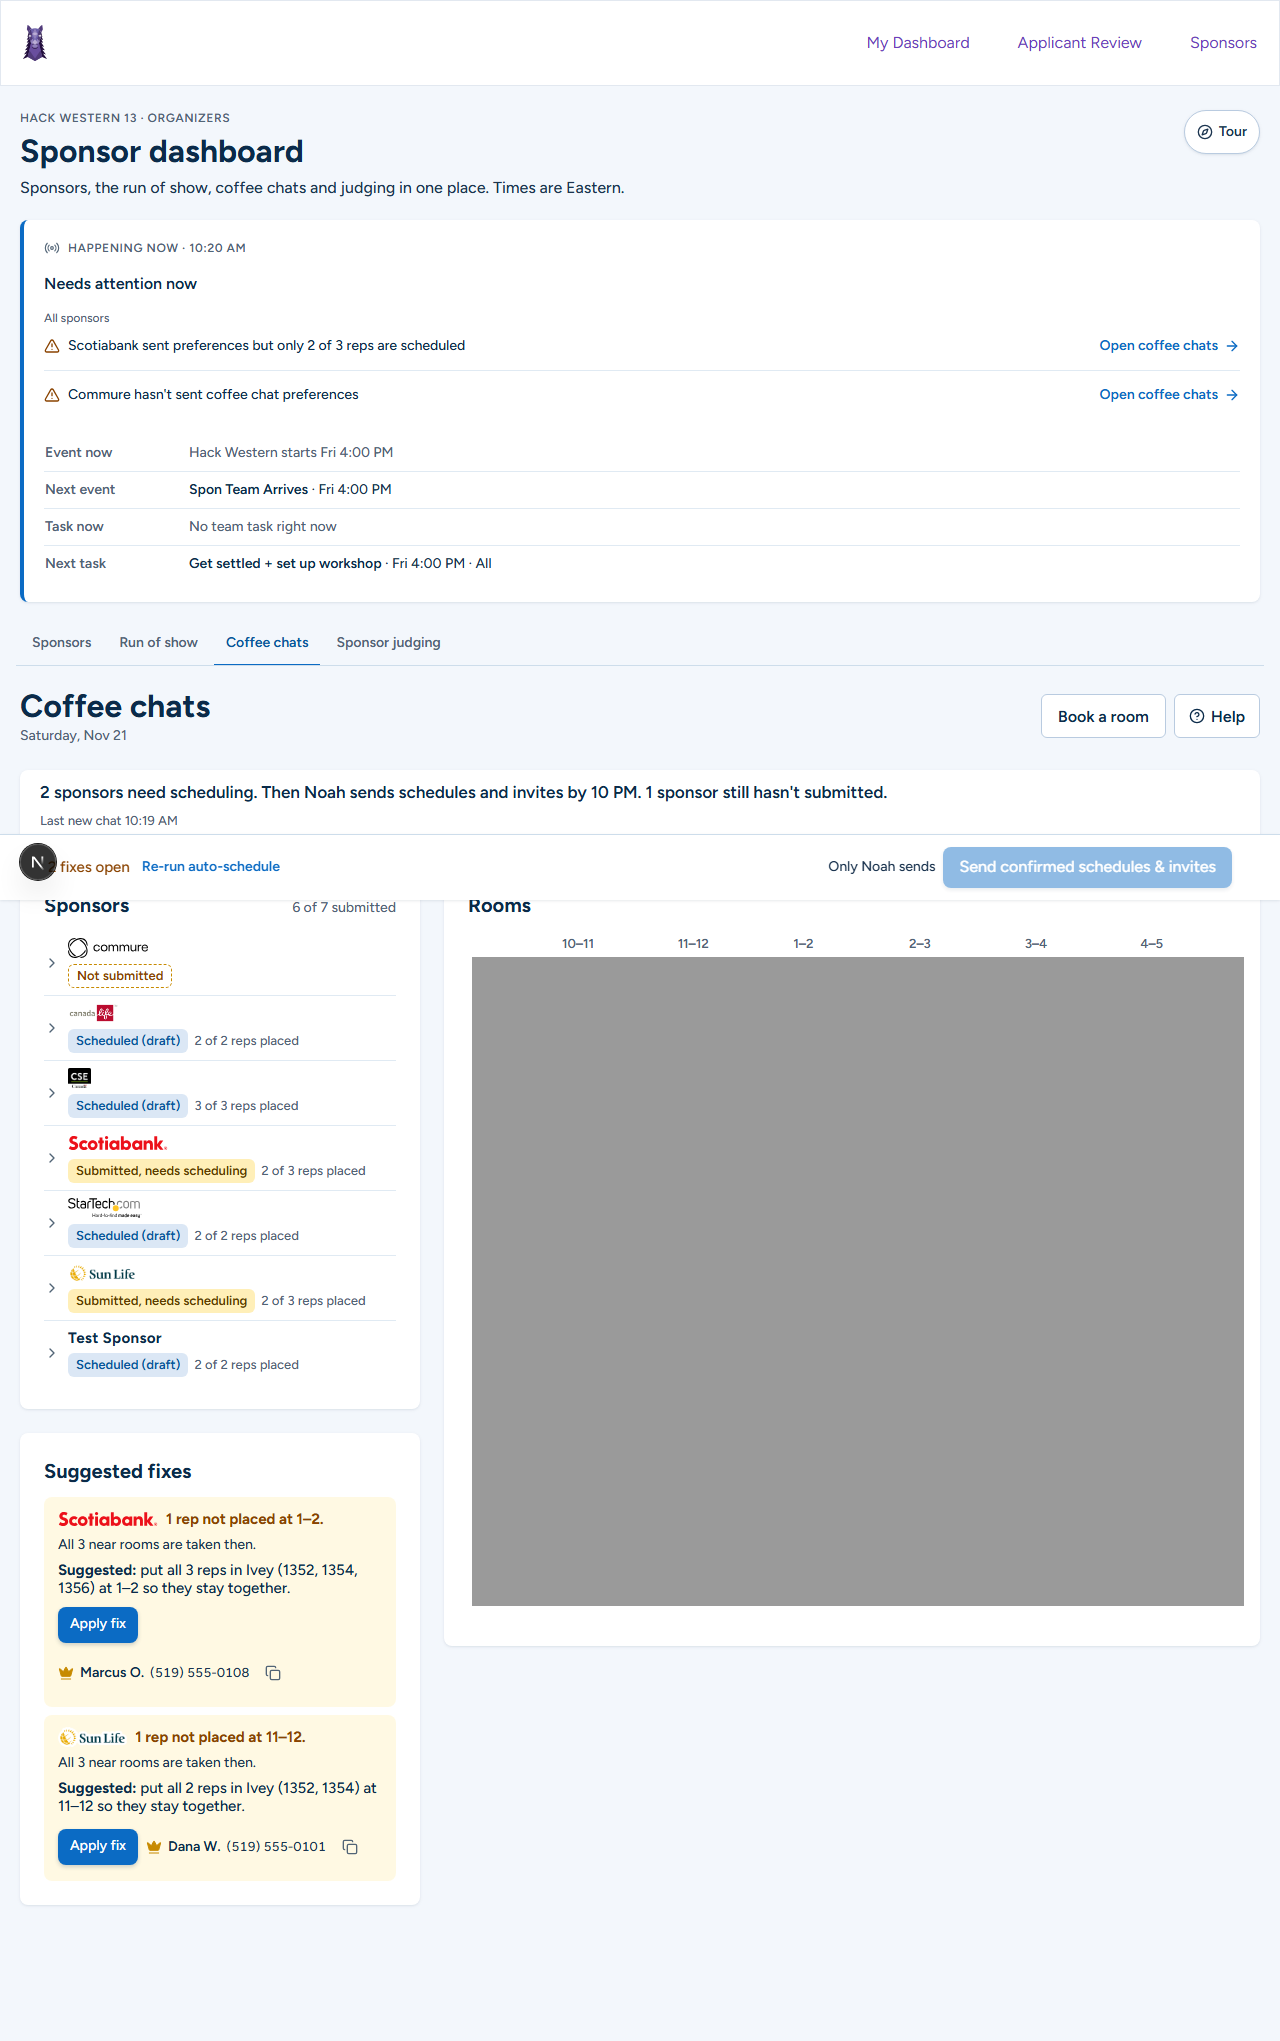 My Dashboard
Applicant Review
Sponsors
HACK WESTERN 13 · ORGANIZERS
Sponsor dashboard
Sponsors, the run of show, coffee chats and judging in one place. Times are Eastern.
Tour
HAPPENING NOW · 10:20 AM
Needs attention now
All sponsors
Scotiabank sent preferences but only 2 of 3 reps are scheduled
Open coffee chats
Commure hasn't sent coffee chat preferences
Open coffee chats
Event now
Hack Western starts Fri 4:00 PM
Next event
Spon Team Arrives · Fri 4:00 PM
Task now
No team task right now
Next task
Get settled + set up workshop · Fri 4:00 PM · All
Sponsors
Run of show
Coffee chats
Sponsor judging
Coffee chats
Saturday, Nov 21
Book a room
Help
2 sponsors need scheduling. Then Noah sends schedules and invites by 10 PM. 1 sponsor still hasn't submitted.
Last new chat 10:19 AM
N
2 fixes open
Re-run auto-schedule
Only Noah sends
Send confirmed schedules & invites
Sponsors
6 of 7 submitted
commure
Not submitted
canada life
Scheduled (draft)
2 of 2 reps placed
CSE
Scheduled (draft)
3 of 3 reps placed
Scotiabank
Submitted, needs scheduling
2 of 3 reps placed
StarTech.com
Hard-to-find made easy
Scheduled (draft)
2 of 2 reps placed
Sun Life
Submitted, needs scheduling
2 of 3 reps placed
Test Sponsor
Scheduled (draft)
2 of 2 reps placed
Rooms
10–11
11–12
1–2
2–3
3–4
4–5
Suggested fixes
Scotiabank 1 rep not placed at 1–2.
All 3 near rooms are taken then.
Suggested: put all 3 reps in Ivey (1352, 1354,
1356) at 1–2 so they stay together.
Apply fix
Marcus O. (519) 555-0108
Sun Life 1 rep not placed at 11–12.
All 3 near rooms are taken then.
Suggested: put all 2 reps in Ivey (1352, 1354) at
11–12 so they stay together.
Apply fix
Dana W. (519) 555-0101